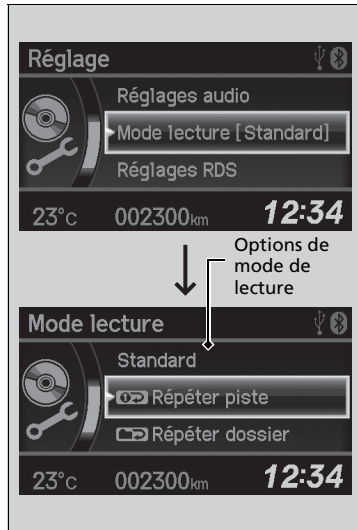 Réglage
Réglages audio
Mode lecture [Standard]
Réglages RDS
23°c 002300km 12:34
Options de
mode de
lecture
Mode lecture
Standard
Répéter piste
Répéter dossier
23°c 002300km 12:34